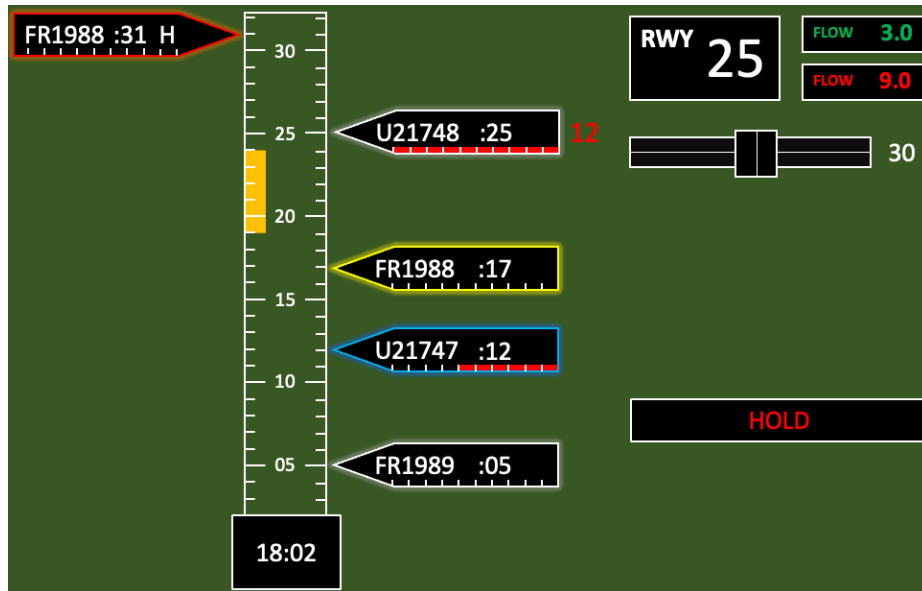 FR1988 :31 H
30
25
20
15
10
05
18:02
U21748 :25 12
FR1988 :17
U21747 :12
FR1989 :05
RWY 25
FLOW 3.0
FLOW 9.0
30
HOLD